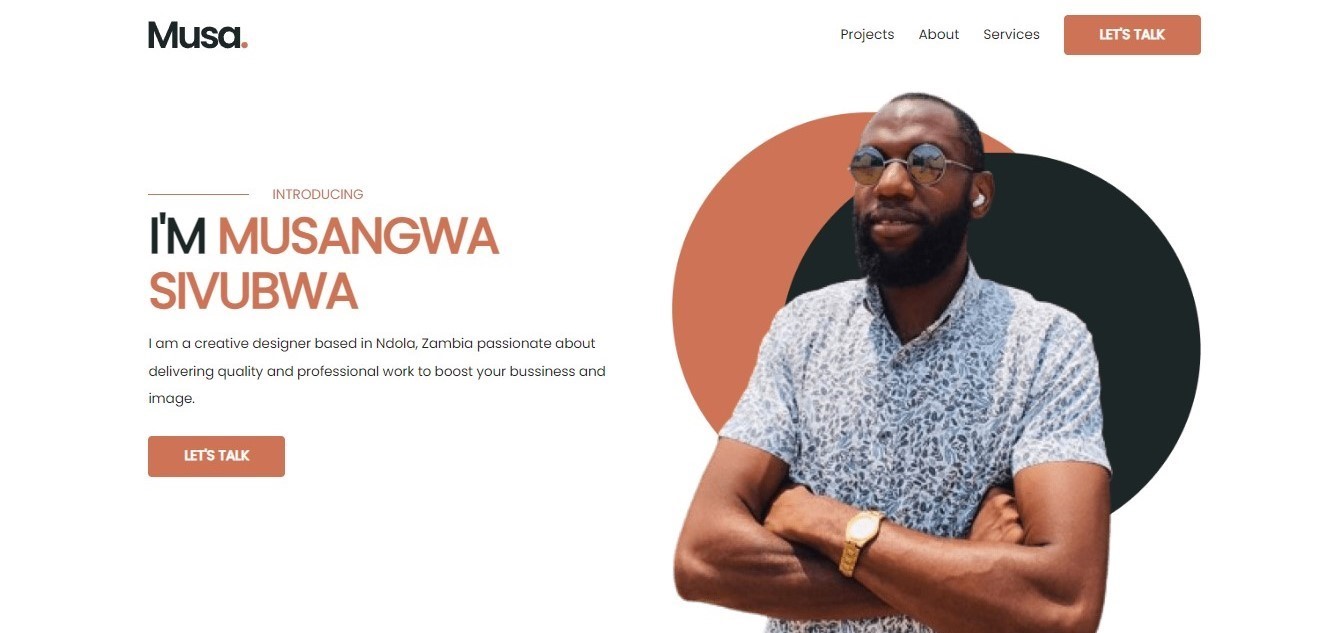 Musa.
Projects About Services LET'S TALK
INTRODUCING
I'M MUSANGWA
SIVUBWA
I am a creative designer based in Ndola, Zambia passionate about
delivering quality and professional work to boost your bussiness and
image.
LET'S TALK